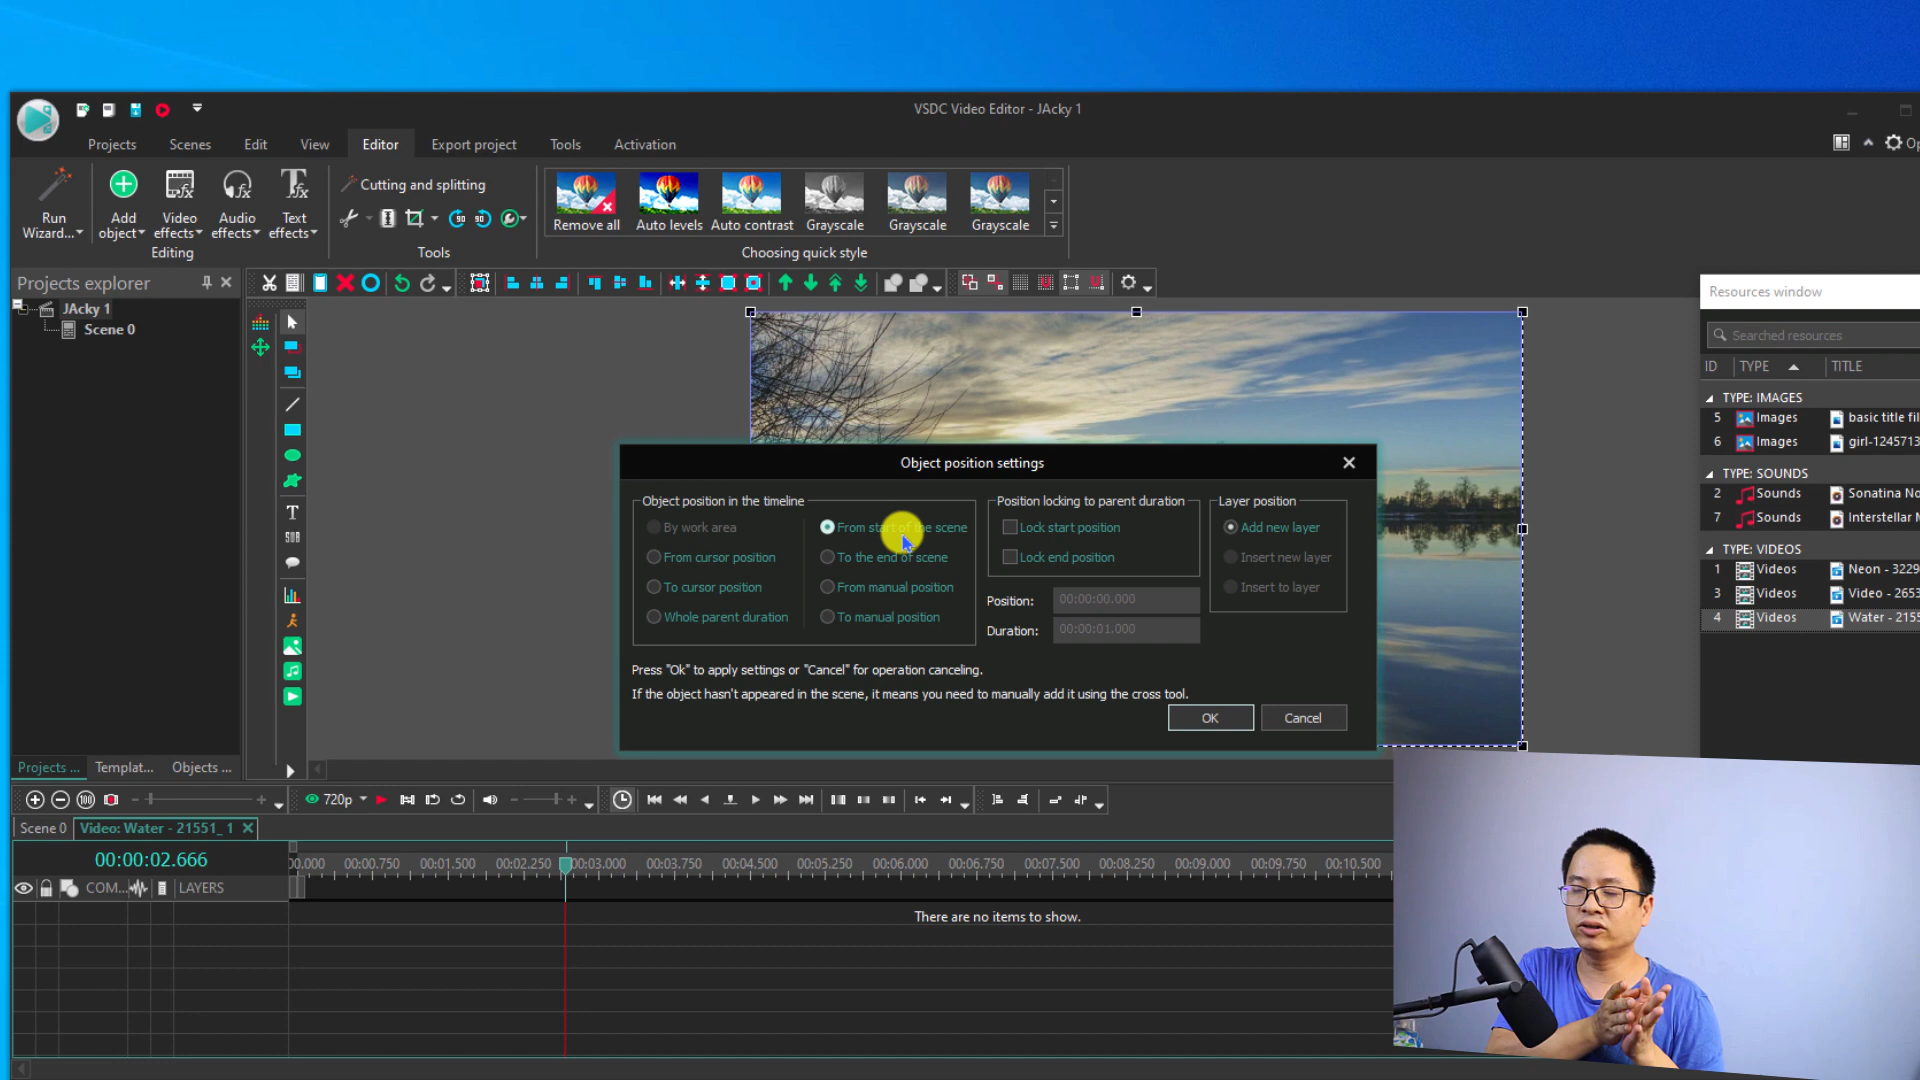 VSDC Video Editor - JAcky 1
Projects Scenes Edit View Editor Export project Tools Activation
Run Wizard...
Add object
Video effects
Audio effects
Text effects
Editing
Cutting and splitting
Tools
Remove all
Auto levels
Auto contrast
Grayscale
Grayscale
Grayscale
Choosing quick style
Projects explorer
JAcky 1
Scene 0
Resources window
Searched resources
ID TYPE TITLE
TYPE: IMAGES
5 Images basic title fil
6 Images girl-1245713
TYPE: SOUNDS
2 Sounds Sonatina No
7 Sounds Interstellar M
TYPE: VIDEOS
1 Videos Neon - 3229
3 Videos Video - 2653
4 Videos Water - 2155
Object position settings
Object position in the timeline
By work area
From cursor position
To cursor position
Whole parent duration
From start of the scene
To the end of scene
From manual position
To manual position
Position locking to parent duration
Lock start position
Lock end position
Position: 00:00:00.000
Duration: 00:00:01.000
Layer position
Add new layer
Insert new layer
Insert to layer
Press "Ok" to apply settings or "Cancel" for operation canceling.
If the object hasn't appeared in the scene, it means you need to manually add it using the cross tool.
OK Cancel
Projects ... Templat... Objects ...
720p
Scene 0 Video: Water - 21551_ 1
00:00:02.666
00.000 00:00.750 00:01.500 00:02.250 00:03.000 00:03.750 00:04.500 00:05.250 00:06.000 00:06.750 00:07.500 00:08.250 00:09.000 00:09.750 00:10.500
COM... LAYERS
There are no items to show.